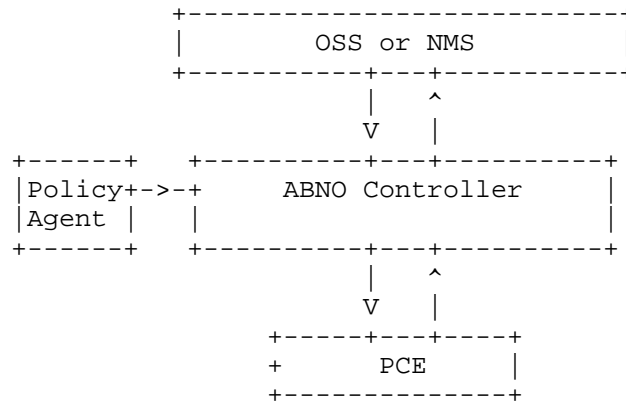 OSS or NMS
Policy
ABNO Controller
Agent
PCE